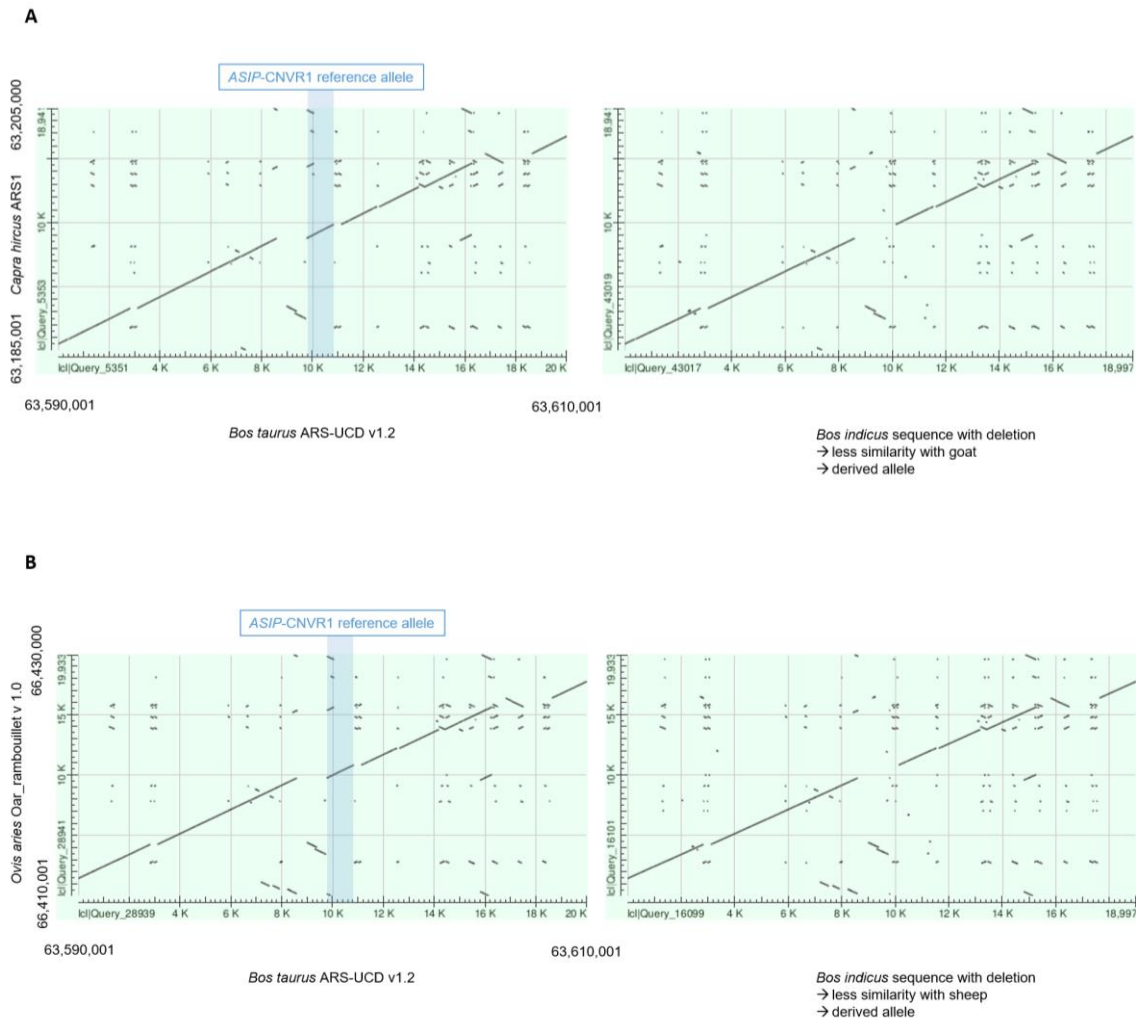 A
ASIP-CNVR1 reference allele
63,205,000
Capra hircus ARS1
63,185,001
18,941
10 K
lcl|Query_5353
lcl|Query_5351 4 K 6 K 8 K 10 K 12 K 14 K 16 K 18 K 20 K
63,590,001 63,610,001
Bos taurus ARS-UCD v1.2
18,941
10 K
lcl|Query_43019
lcl|Query_43017 4 K 6 K 8 K 10 K 12 K 14 K 16 K 18,997
Bos indicus sequence with deletion
→ less similarity with goat
→ derived allele
B
ASIP-CNVR1 reference allele
66,430,000
Ovis aries Oar_rambouillet v 1.0
66,410,001
19,933
15 K
10 K
lcl|Query_28941
lcl|Query_28939 4 K 6 K 8 K 10 K 12 K 14 K 16 K 18 K 20 K
63,590,001 63,610,001
Bos taurus ARS-UCD v1.2
19,933
15 K
10 K
lcl|Query_16101
lcl|Query_16099 4 K 6 K 8 K 10 K 12 K 14 K 16 K 18,997
Bos indicus sequence with deletion
→ less similarity with sheep
→ derived allele